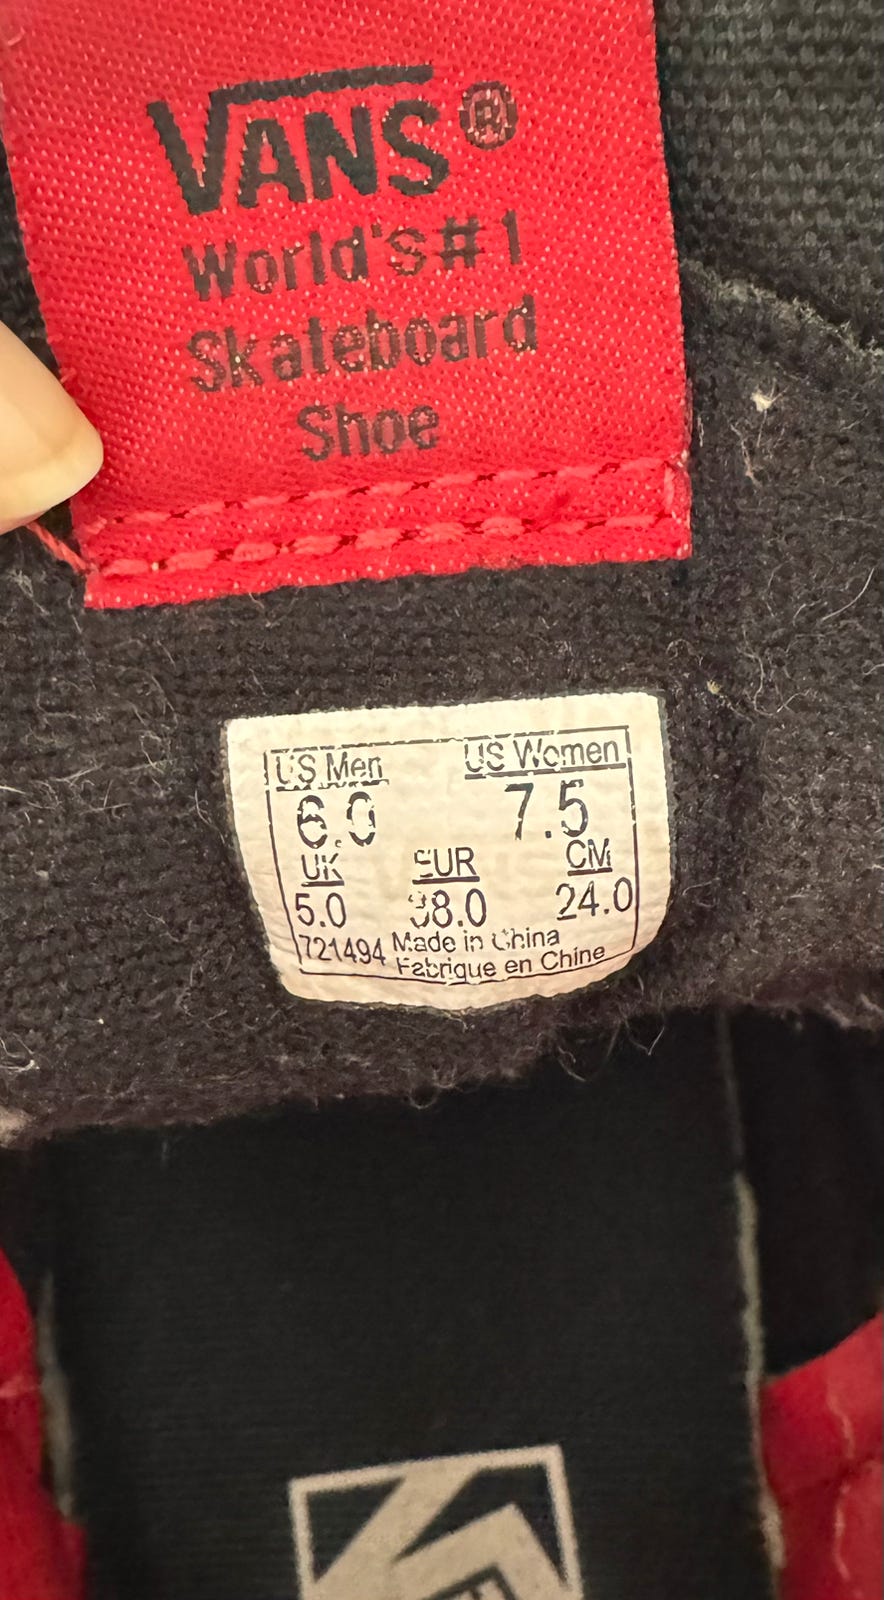 VANS®
World's #1
Skateboard
Shoe
US Men US Women
6.0 7.5
UK EUR CM
5.0 38.0 24.0
721494 Made in China
Fabrique en Chine